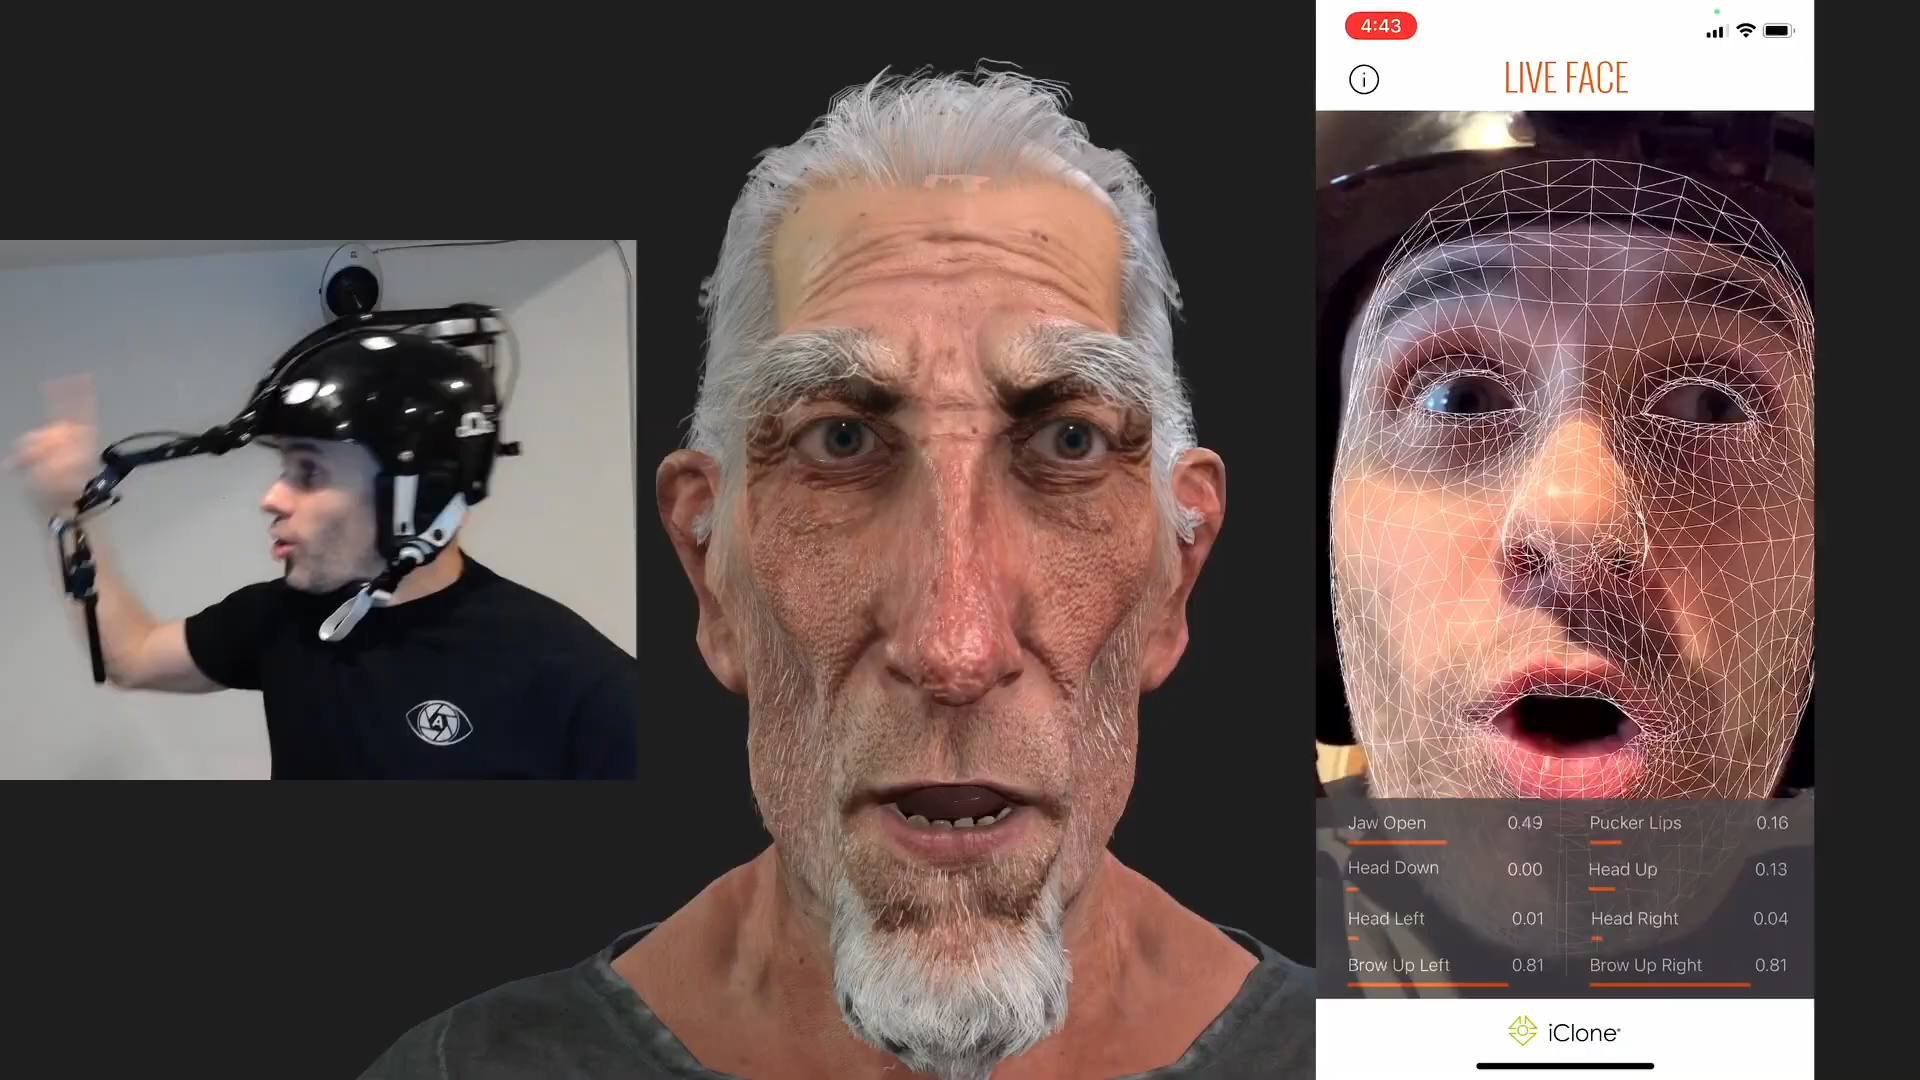 4:43
LIVE FACE
Jaw Open 0.49 Pucker Lips 0.16
Head Down 0.00 Head Up 0.13
Head Left 0.01 Head Right 0.04
Brow Up Left 0.81 Brow Up Right 0.81
iClone